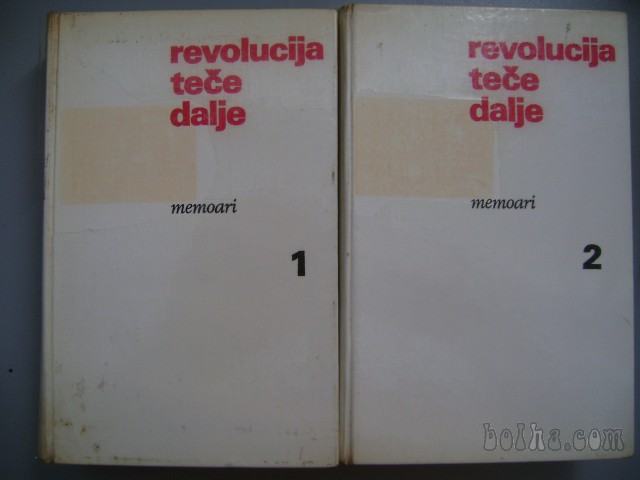 revolucija
teče
dalje
memoari
1
revolucija
teče
dalje
memoari
2
bolha.com